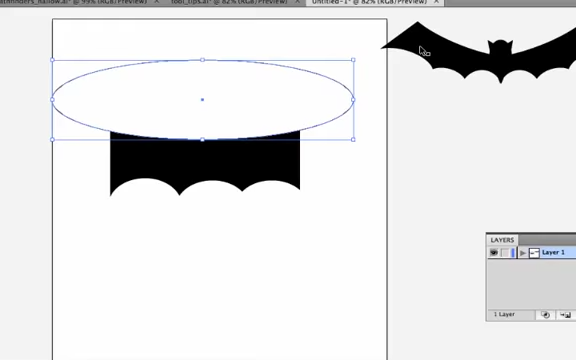 athfinders_hallow.ai* @ 99% (RGB/Preview) × tool_tips.ai* @ 82% (RGB/Preview) × Untitled-1* @ 82% (RGB/Preview) ×
LAYERS
Layer 1
1 Layer